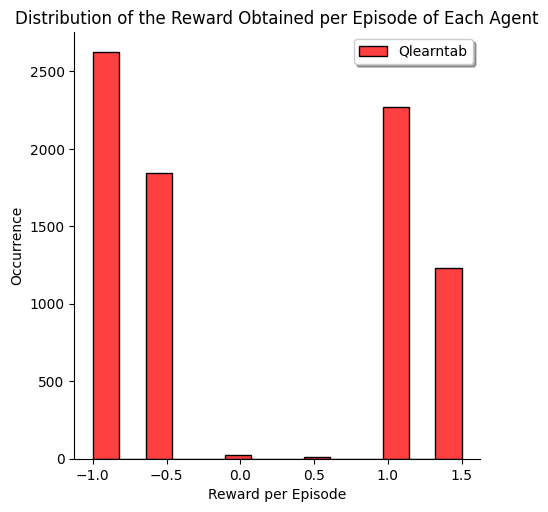 Distribution of the Reward Obtained per Episode of Each Agent
Qlearntab
2500
2000
1500
1000
500
0
Occurrence
−1.0 −0.5 0.0 0.5 1.0 1.5
Reward per Episode